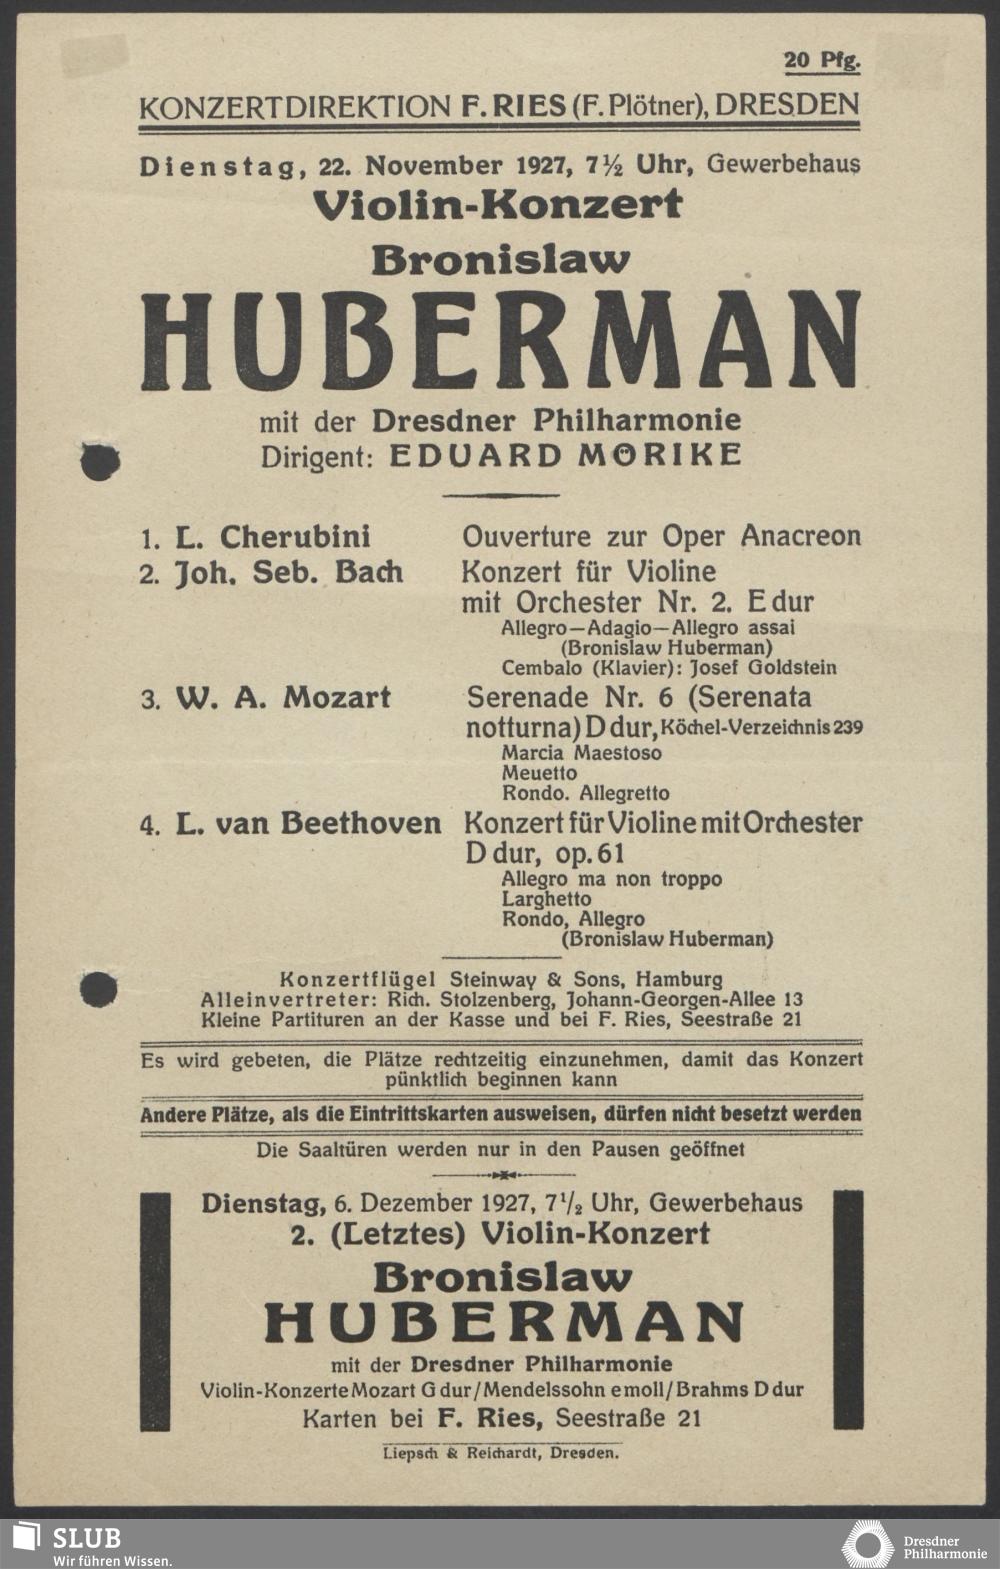 20 Pfg.
KONZERTDIREKTION F. RIES (F. Plötner), DRESDEN
Dienstag, 22. November 1927, 7½ Uhr, Gewerbehaus
Violin-Konzert
Bronislaw
HUBERMAN
mit der Dresdner Philharmonie
Dirigent: EDUARD MÖRIKE
1. L. Cherubini Ouverture zur Oper Anacreon
2. Joh. Seb. Bach Konzert für Violine
mit Orchester Nr. 2. E dur
Allegro—Adagio—Allegro assai
(Bronislaw Huberman)
Cembalo (Klavier): Josef Goldstein
3. W. A. Mozart Serenade Nr. 6 (Serenata
notturna) D dur, Köchel-Verzeichnis 239
Marcia Maestoso
Meuetto
Rondo. Allegretto
4. L. van Beethoven Konzert für Violine mit Orchester
D dur, op. 61
Allegro ma non troppo
Larghetto
Rondo, Allegro
(Bronislaw Huberman)
Konzertflügel Steinway & Sons, Hamburg
Alleinvertreter: Rich. Stolzenberg, Johann-Georgen-Allee 13
Kleine Partituren an der Kasse und bei F. Ries, Seestraße 21
Es wird gebeten, die Plätze rechtzeitig einzunehmen, damit das Konzert
pünktlich beginnen kann
Andere Plätze, als die Eintrittskarten ausweisen, dürfen nicht besetzt werden
Die Saaltüren werden nur in den Pausen geöffnet
Dienstag, 6. Dezember 1927, 7½ Uhr, Gewerbehaus
2. (Letztes) Violin-Konzert
Bronislaw
HUBERMAN
mit der Dresdner Philharmonie
Violin-Konzerte Mozart G dur/Mendelssohn e moll/Brahms D dur
Karten bei F. Ries, Seestraße 21
Liepsch & Reichardt, Dresden.
SLUB
Wir führen Wissen.
Dresdner
Philharmonie